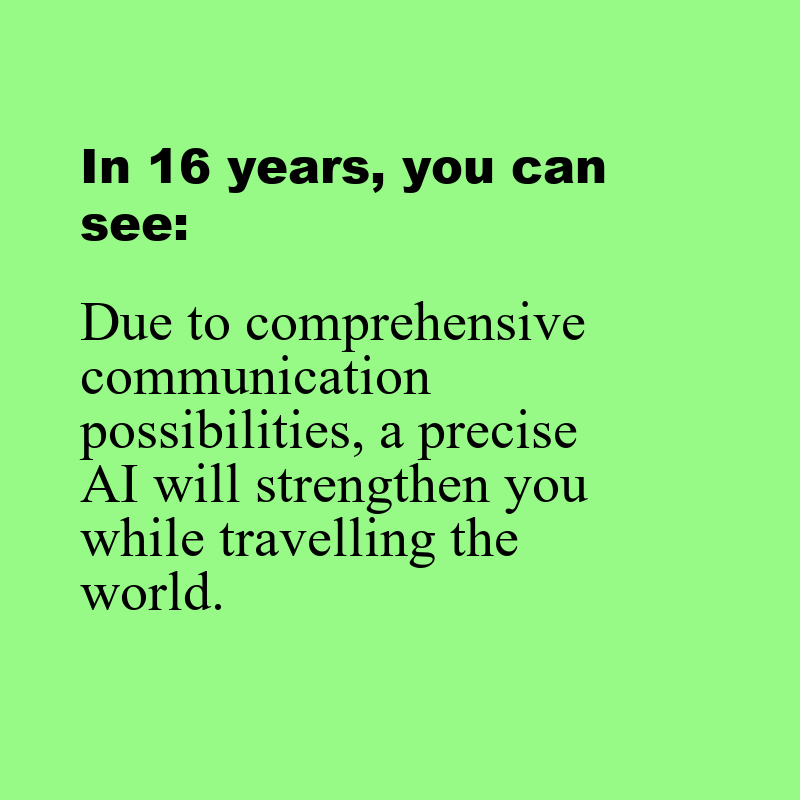 In 16 years, you can
see:
Due to comprehensive
communication
possibilities, a precise
AI will strengthen you
while travelling the
world.